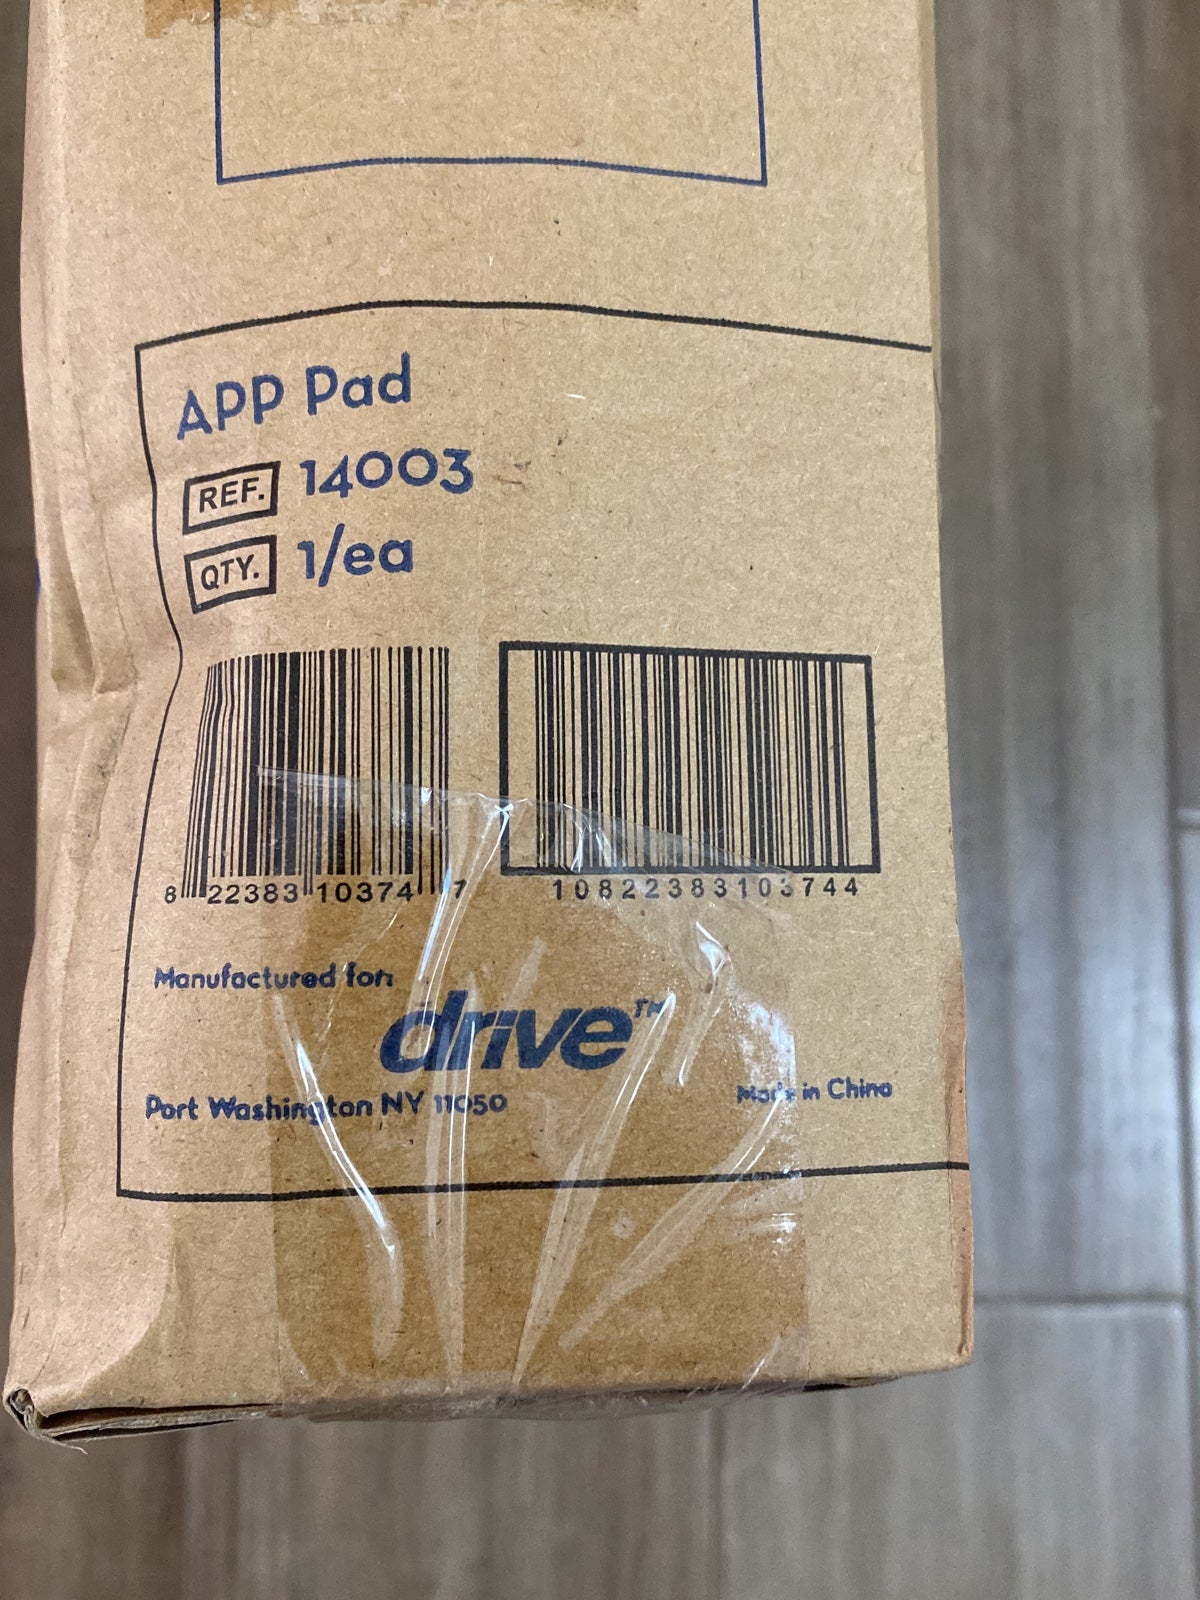 APP Pad
REF. 14003
QTY. 1/ea
8 22383 10374 7
10822383103744
Manufactured for:
drive™
Port Washington NY 11050
Made in China